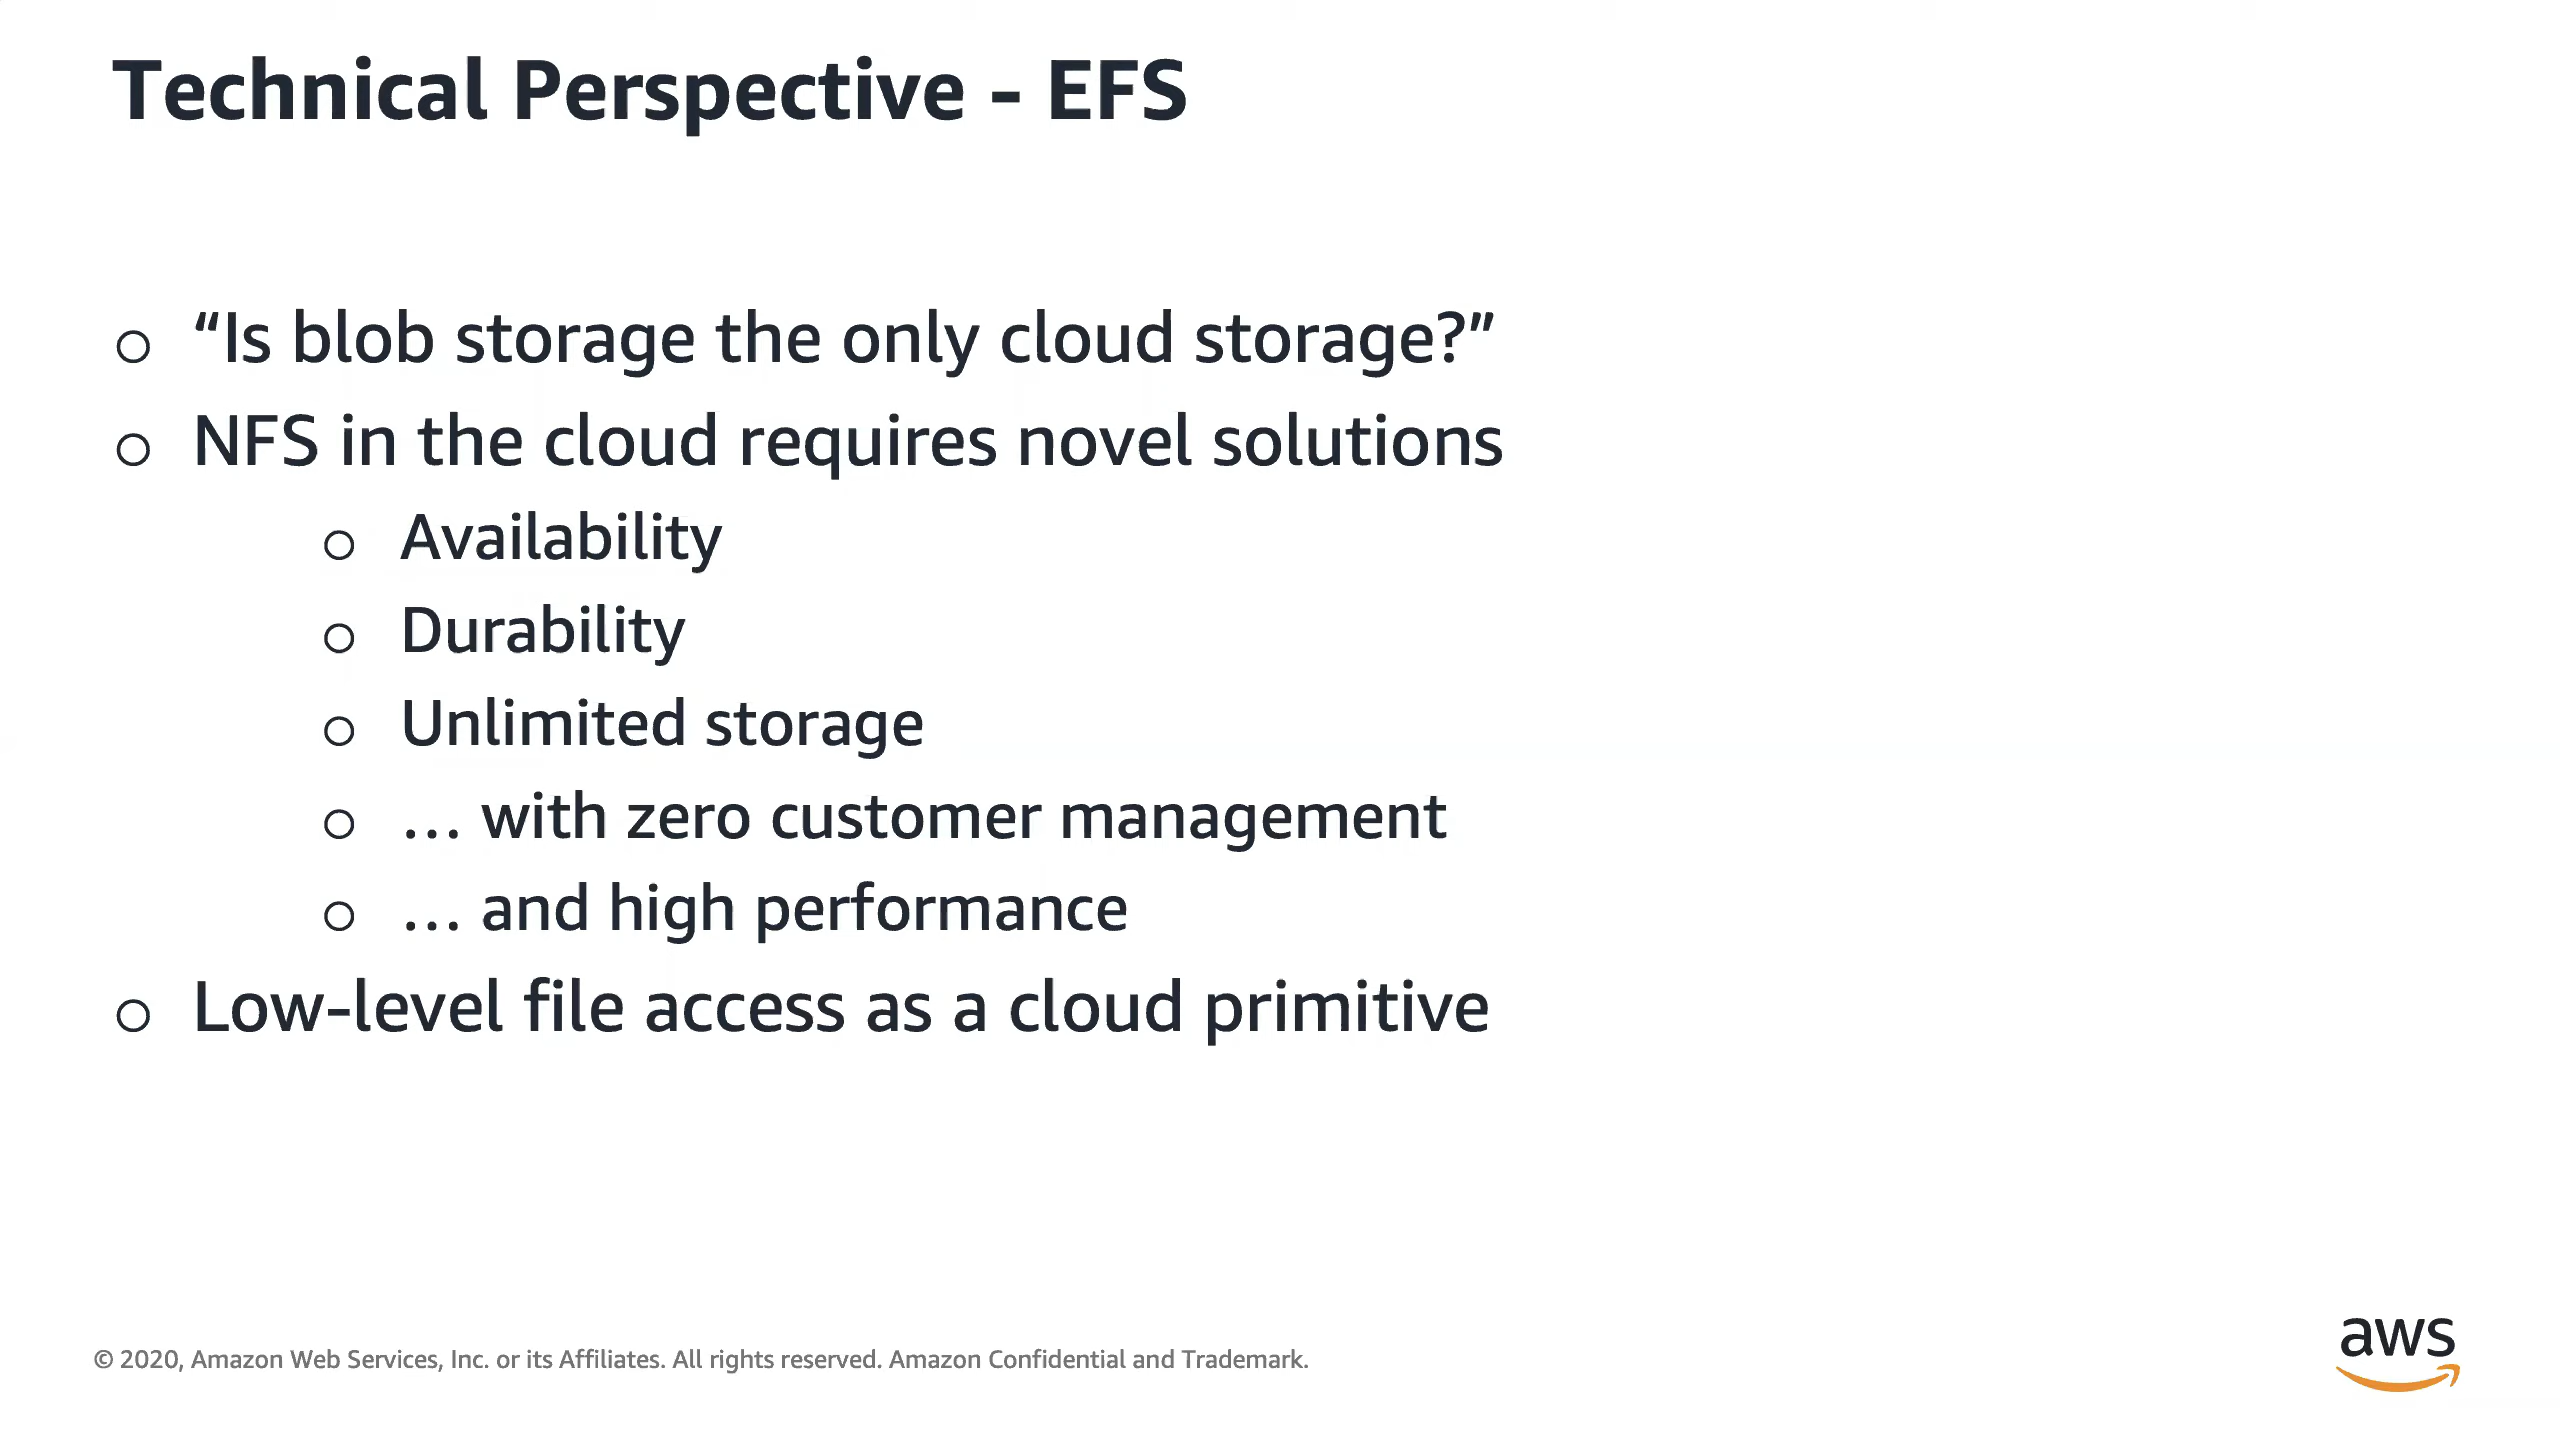 Technical Perspective - EFS
“Is blob storage the only cloud storage?”
NFS in the cloud requires novel solutions
Availability
Durability
Unlimited storage
… with zero customer management
… and high performance
Low-level file access as a cloud primitive
© 2020, Amazon Web Services, Inc. or its Affiliates. All rights reserved. Amazon Confidential and Trademark.
aws